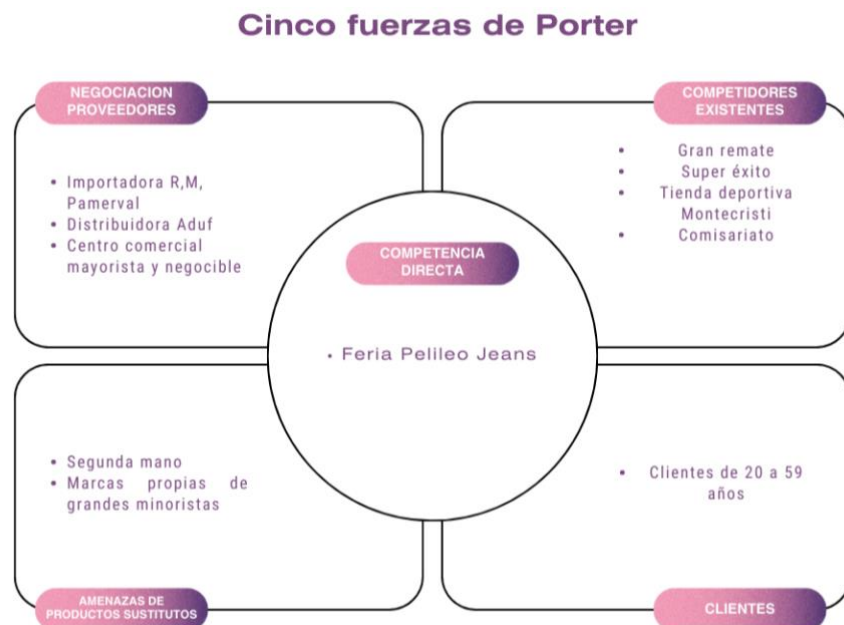 Cinco fuerzas de Porter
NEGOCIACION
PROVEEDORES
• Importadora R,M,
Pamerval
• Distribuidora Aduf
• Centro comercial
mayorista y negocible
COMPETIDORES
EXISTENTES
• Gran remate
• Super éxito
• Tienda deportiva
Montecristi
• Comisariato
COMPETENCIA
DIRECTA
• Feria Pelileo Jeans
• Segunda mano
• Marcas propias de
grandes minoristas
AMENAZAS DE
PRODUCTOS SUSTITUTOS
• Clientes de 20 a 59
años
CLIENTES